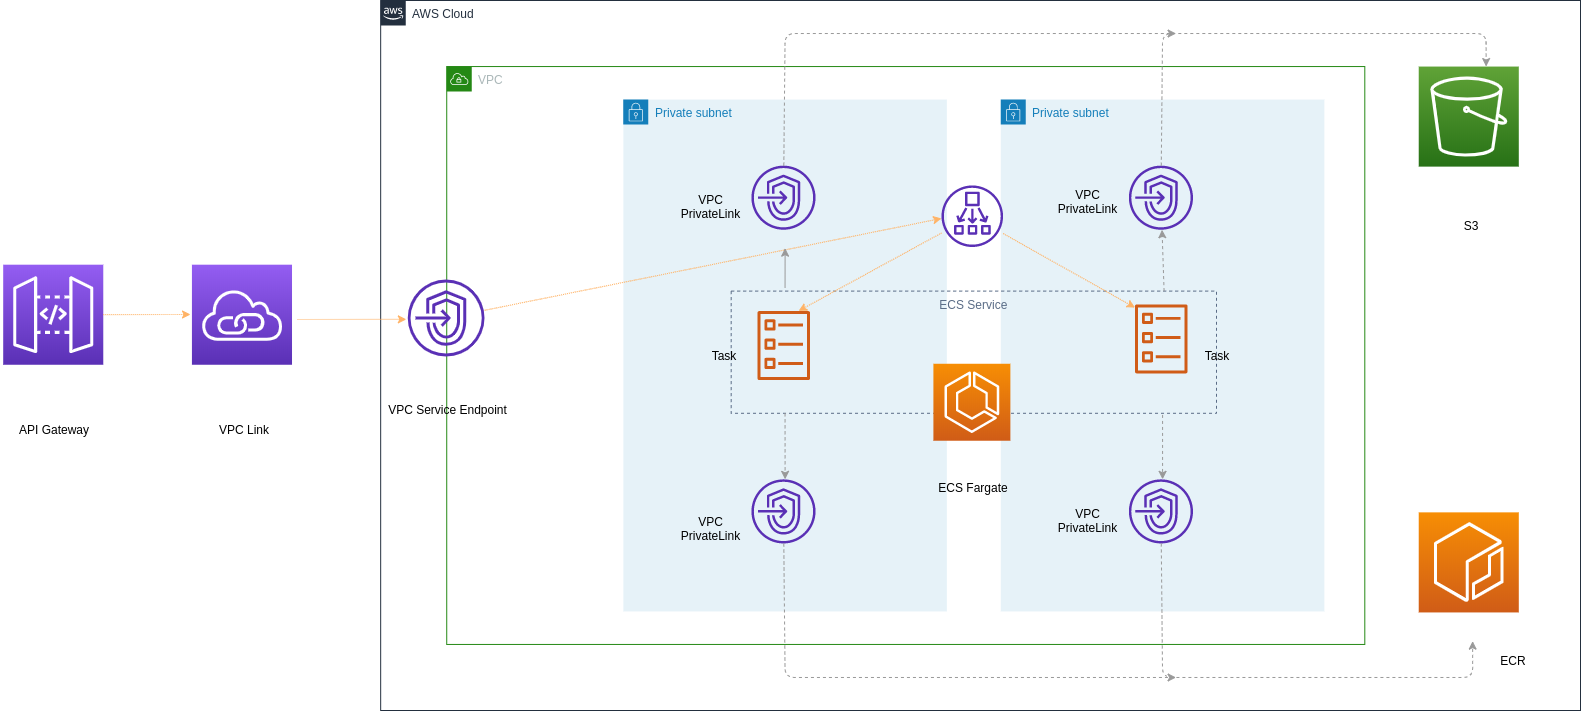 aws
AWS Cloud
VPC
Private subnet
Private subnet
VPC
PrivateLink
VPC
PrivateLink
S3
ECS Service
Task
Task
VPC Service Endpoint
API Gateway
VPC Link
ECS Fargate
VPC
PrivateLink
VPC
PrivateLink
ECR